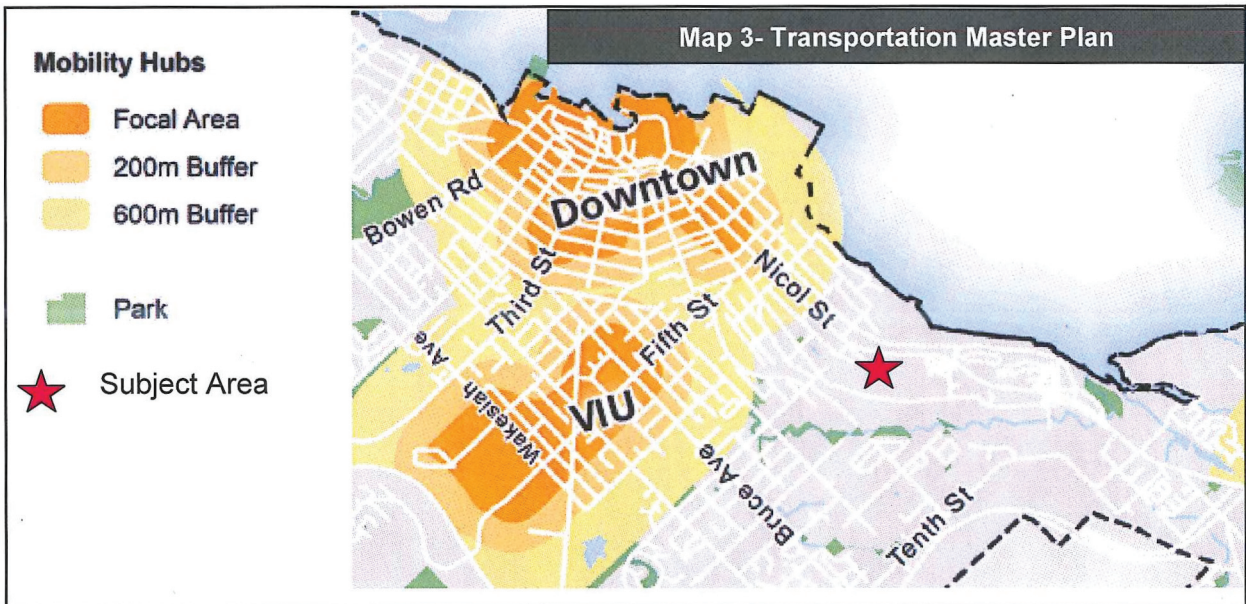 Map 3- Transportation Master Plan
Mobility Hubs
Focal Area
200m Buffer
600m Buffer
Park
Subject Area
Bowen Rd
Downtown
Third St
Nicol St
Fifth St
Ave
Wakesiah
VIU
Bruce Ave
Tenth St